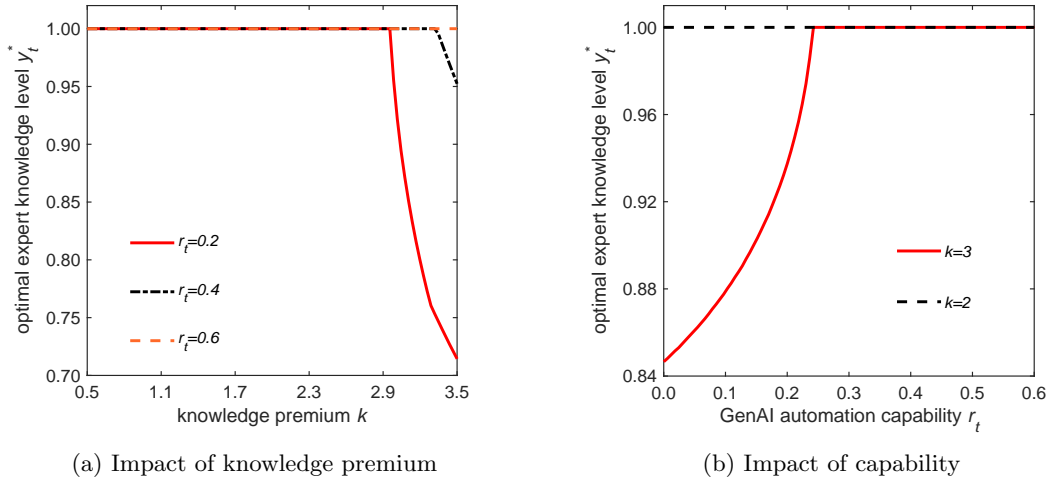 optimal expert knowledge level y_t^*
1.00
0.95
0.90
0.85
0.80
0.75
0.70
r_t=0.2
r_t=0.4
r_t=0.6
0.5 1.1 1.7 2.3 2.9 3.5
knowledge premium k
(a) Impact of knowledge premium
optimal expert knowledge level y_t^*
1.00
0.96
0.92
0.88
0.84
k=3
k=2
0.0 0.1 0.2 0.3 0.4 0.5 0.6
GenAI automation capability r_t
(b) Impact of capability